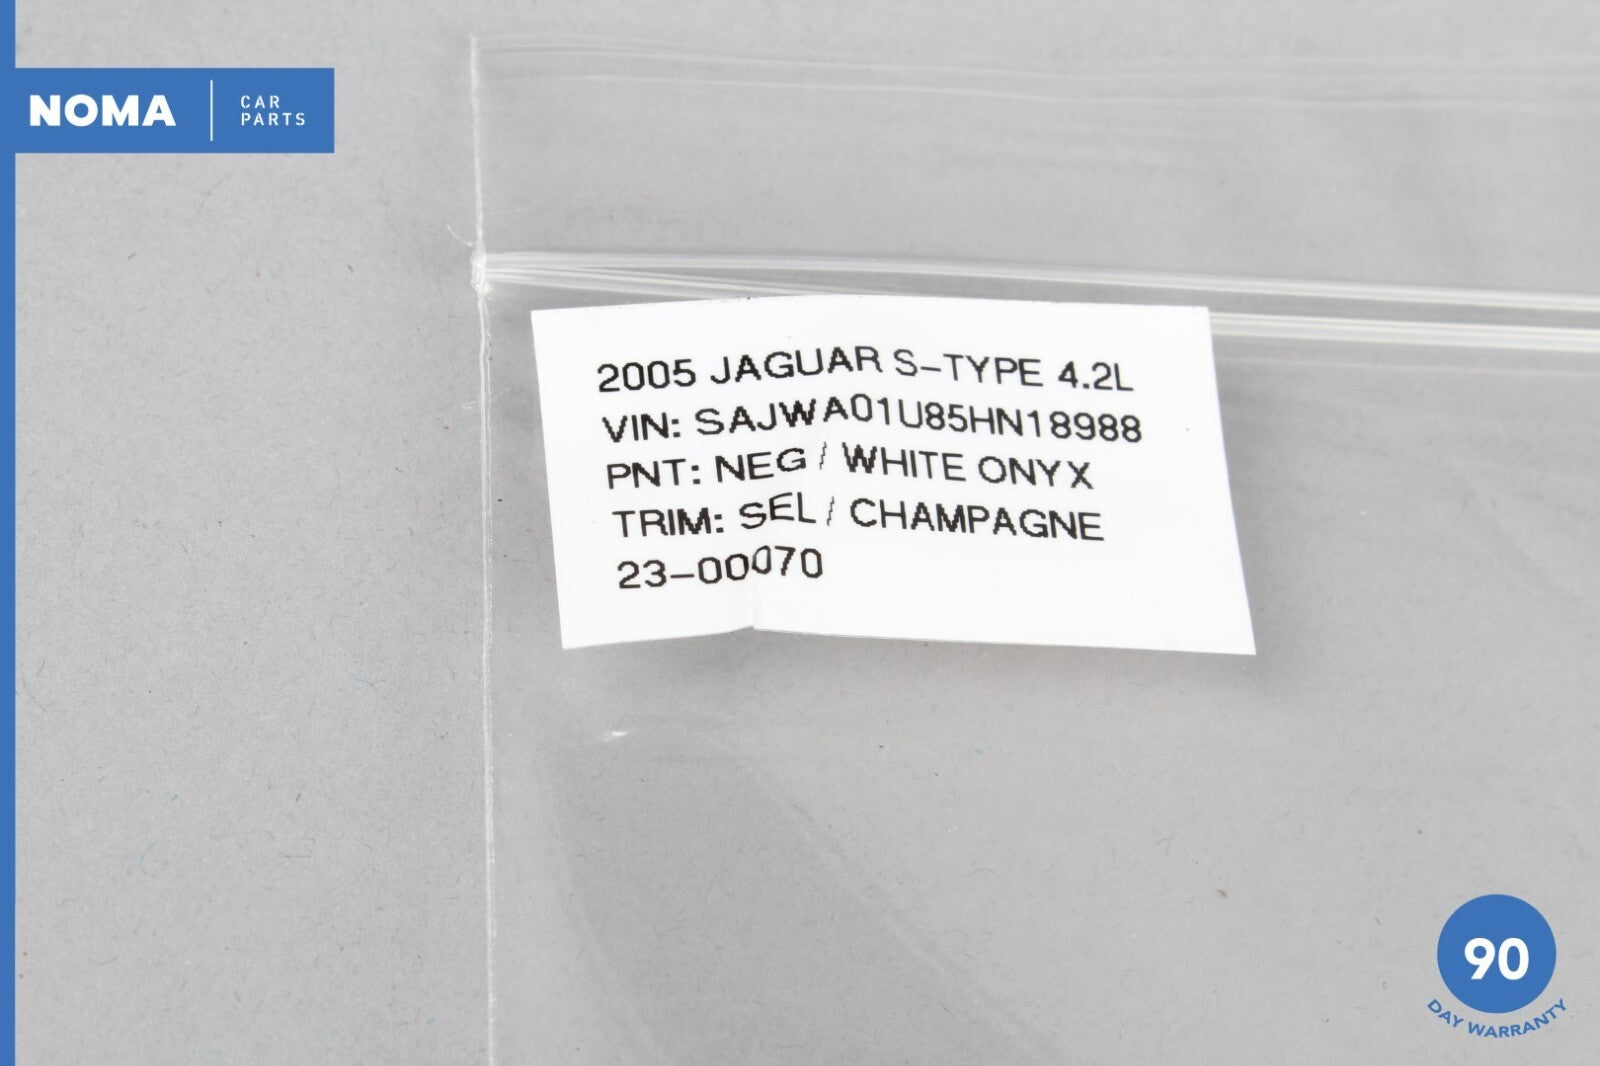 NOMA
CAR
PARTS
2005 JAGUAR S-TYPE 4.2L
VIN: SAJWA01U85HN18988
PNT: NEG / WHITE ONYX
TRIM: SEL / CHAMPAGNE
23-00070
90
DAY WARRANTY